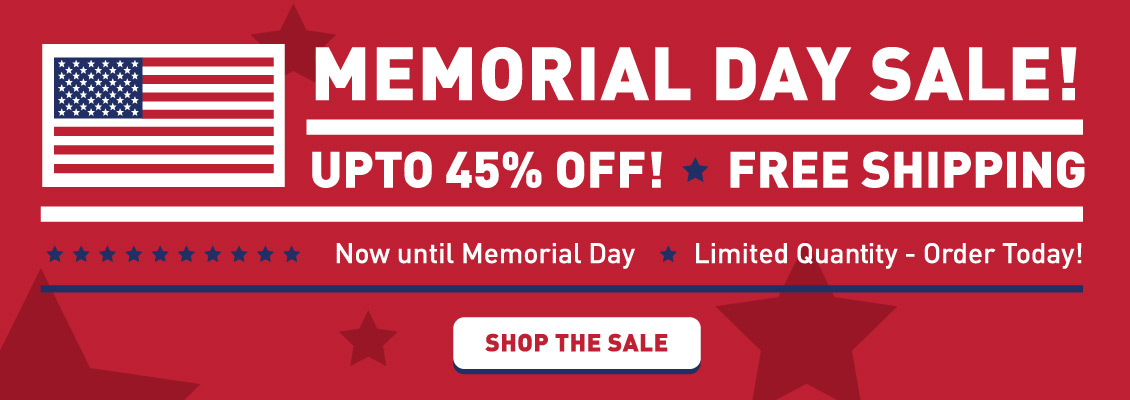 MEMORIAL DAY SALE!
UPTO 45% OFF! ★ FREE SHIPPING
Now until Memorial Day ★ Limited Quantity - Order Today!
SHOP THE SALE